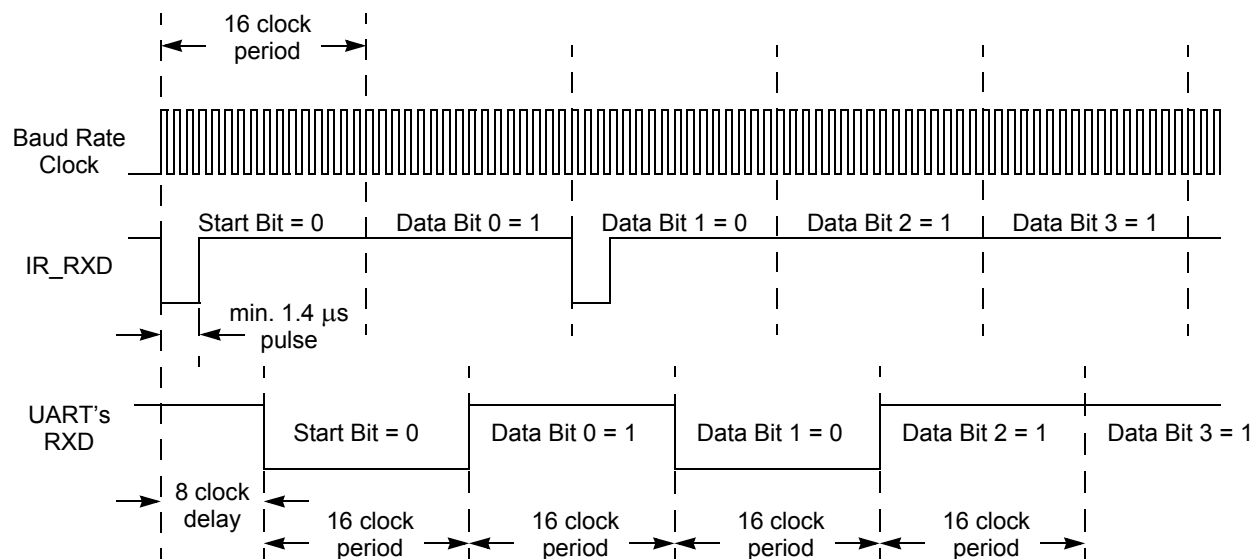 16 clock
period
Baud Rate
Clock
Start Bit = 0
Data Bit 0 = 1
Data Bit 1 = 0
Data Bit 2 = 1
Data Bit 3 = 1
IR_RXD
min. 1.4 μs
pulse
UART's
RXD
Start Bit = 0
Data Bit 0 = 1
Data Bit 1 = 0
Data Bit 2 = 1
Data Bit 3 = 1
8 clock
delay
16 clock
period
16 clock
period
16 clock
period
16 clock
period